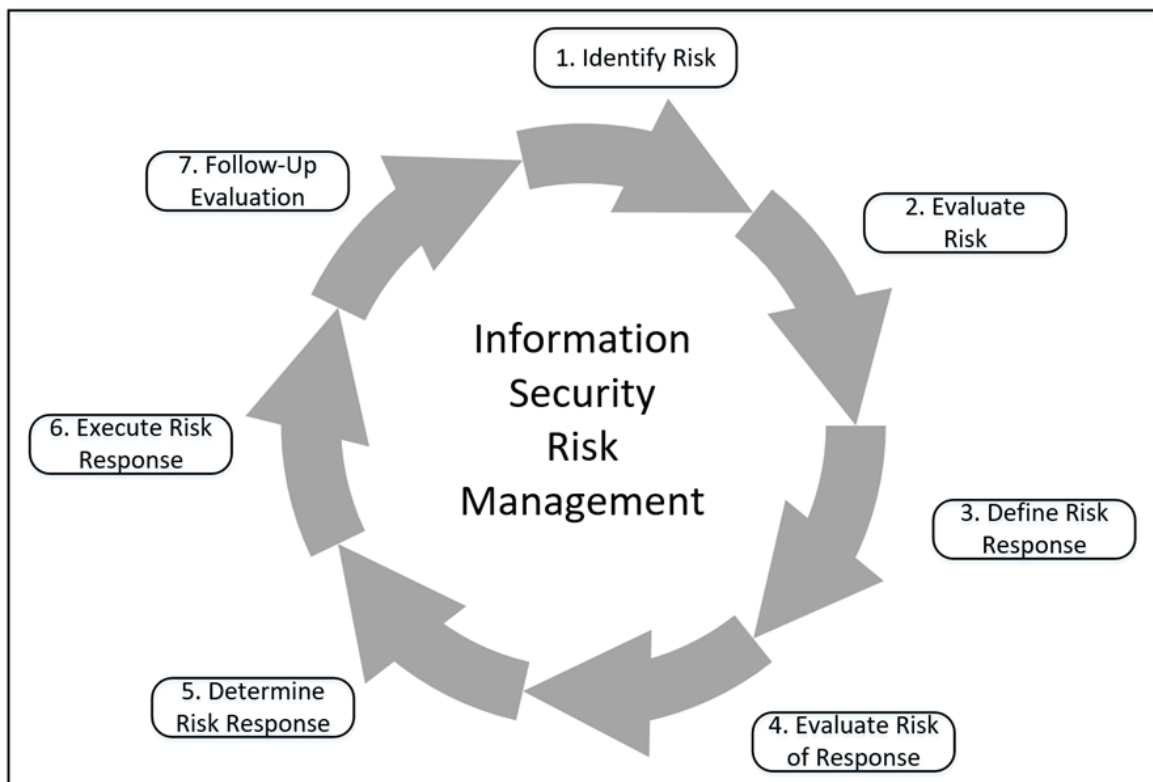 1. Identify Risk
2. Evaluate
Risk
3. Define Risk
Response
4. Evaluate Risk
of Response
5. Determine
Risk Response
6. Execute Risk
Response
7. Follow-Up
Evaluation
Information
Security
Risk
Management